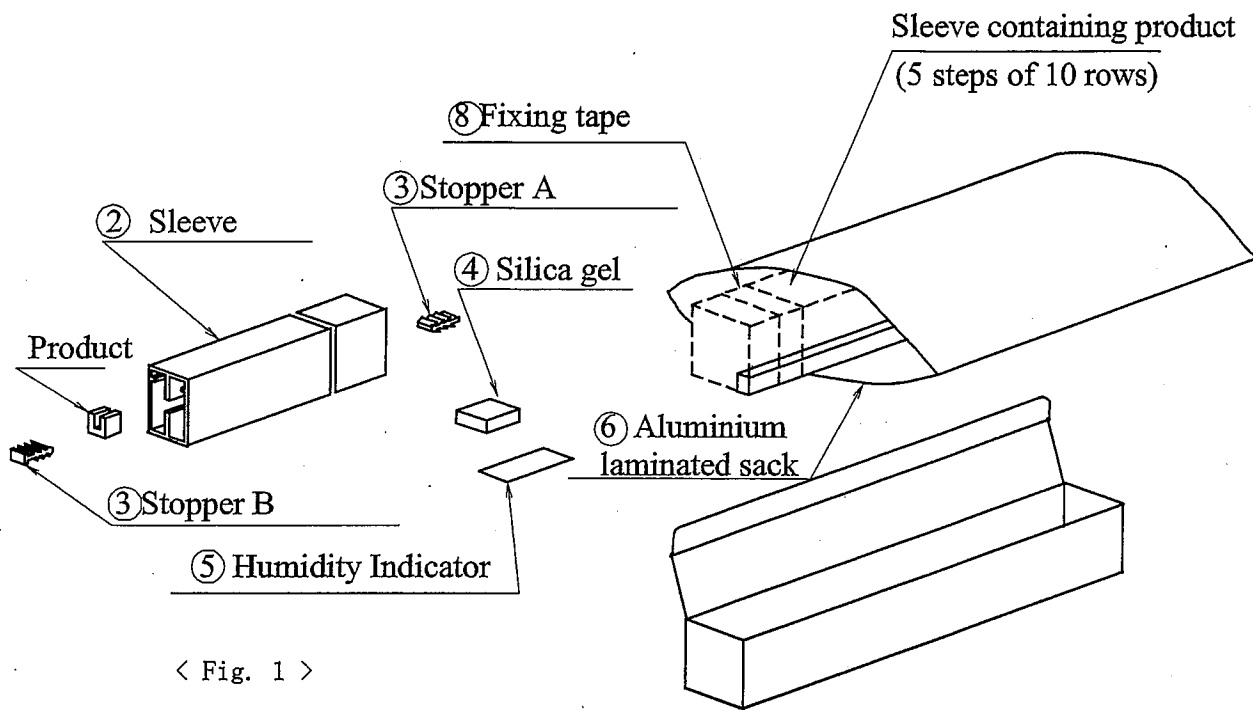 Sleeve containing product
(5 steps of 10 rows)
⑧Fixing tape
③Stopper A
② Sleeve
④ Silica gel
Product
⑥ Aluminium
laminated sack
③Stopper B
⑤ Humidity Indicator
< Fig. 1 >